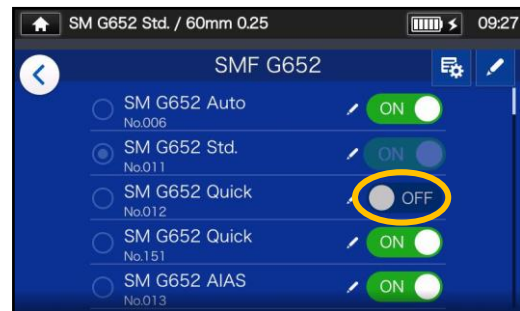 SM G652 Std. / 60mm 0.25 09:27
SMF G652
SM G652 Auto ON
No.006
SM G652 Std. ON
No.011
SM G652 Quick OFF
No.012
SM G652 Quick ON
No.151
SM G652 AIAS ON
No.013